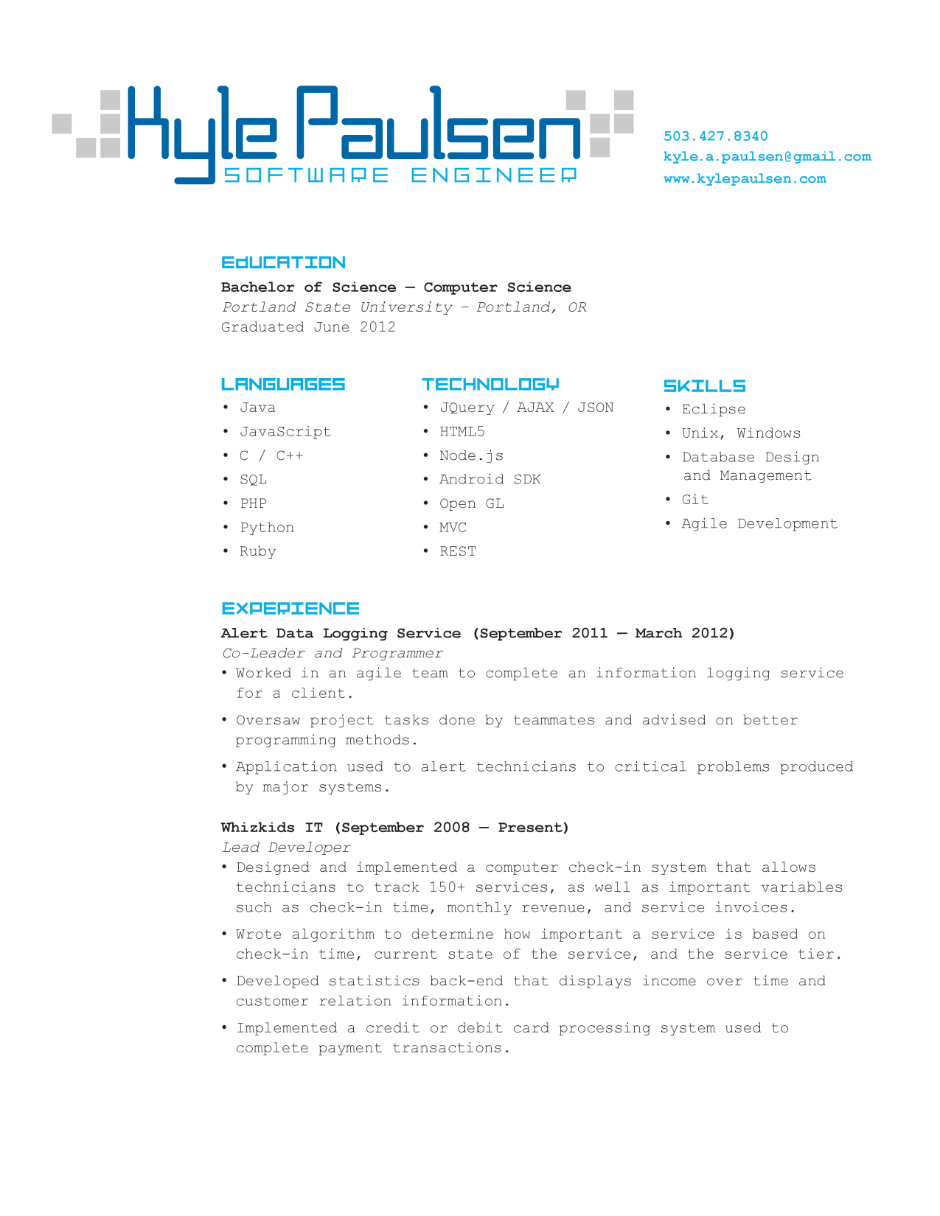 Kyle Paulsen
SOFTWARE ENGINEER
503.427.8340
kyle.a.paulsen@gmail.com
www.kylepaulsen.com
EdUCATION
Bachelor of Science — Computer Science
Portland State University – Portland, OR
Graduated June 2012
LANGUAGES
• Java
• JavaScript
• C / C++
• SQL
• PHP
• Python
• Ruby
TECHNOLOGY
• JQuery / AJAX / JSON
• HTML5
• Node.js
• Android SDK
• Open GL
• MVC
• REST
SKILLS
• Eclipse
• Unix, Windows
• Database Design
and Management
• Git
• Agile Development
EXPERIENCE
Alert Data Logging Service (September 2011 — March 2012)
Co-Leader and Programmer
• Worked in an agile team to complete an information logging service
for a client.
• Oversaw project tasks done by teammates and advised on better
programming methods.
• Application used to alert technicians to critical problems produced
by major systems.
Whizkids IT (September 2008 — Present)
Lead Developer
• Designed and implemented a computer check-in system that allows
technicians to track 150+ services, as well as important variables
such as check-in time, monthly revenue, and service invoices.
• Wrote algorithm to determine how important a service is based on
check-in time, current state of the service, and the service tier.
• Developed statistics back-end that displays income over time and
customer relation information.
• Implemented a credit or debit card processing system used to
complete payment transactions.